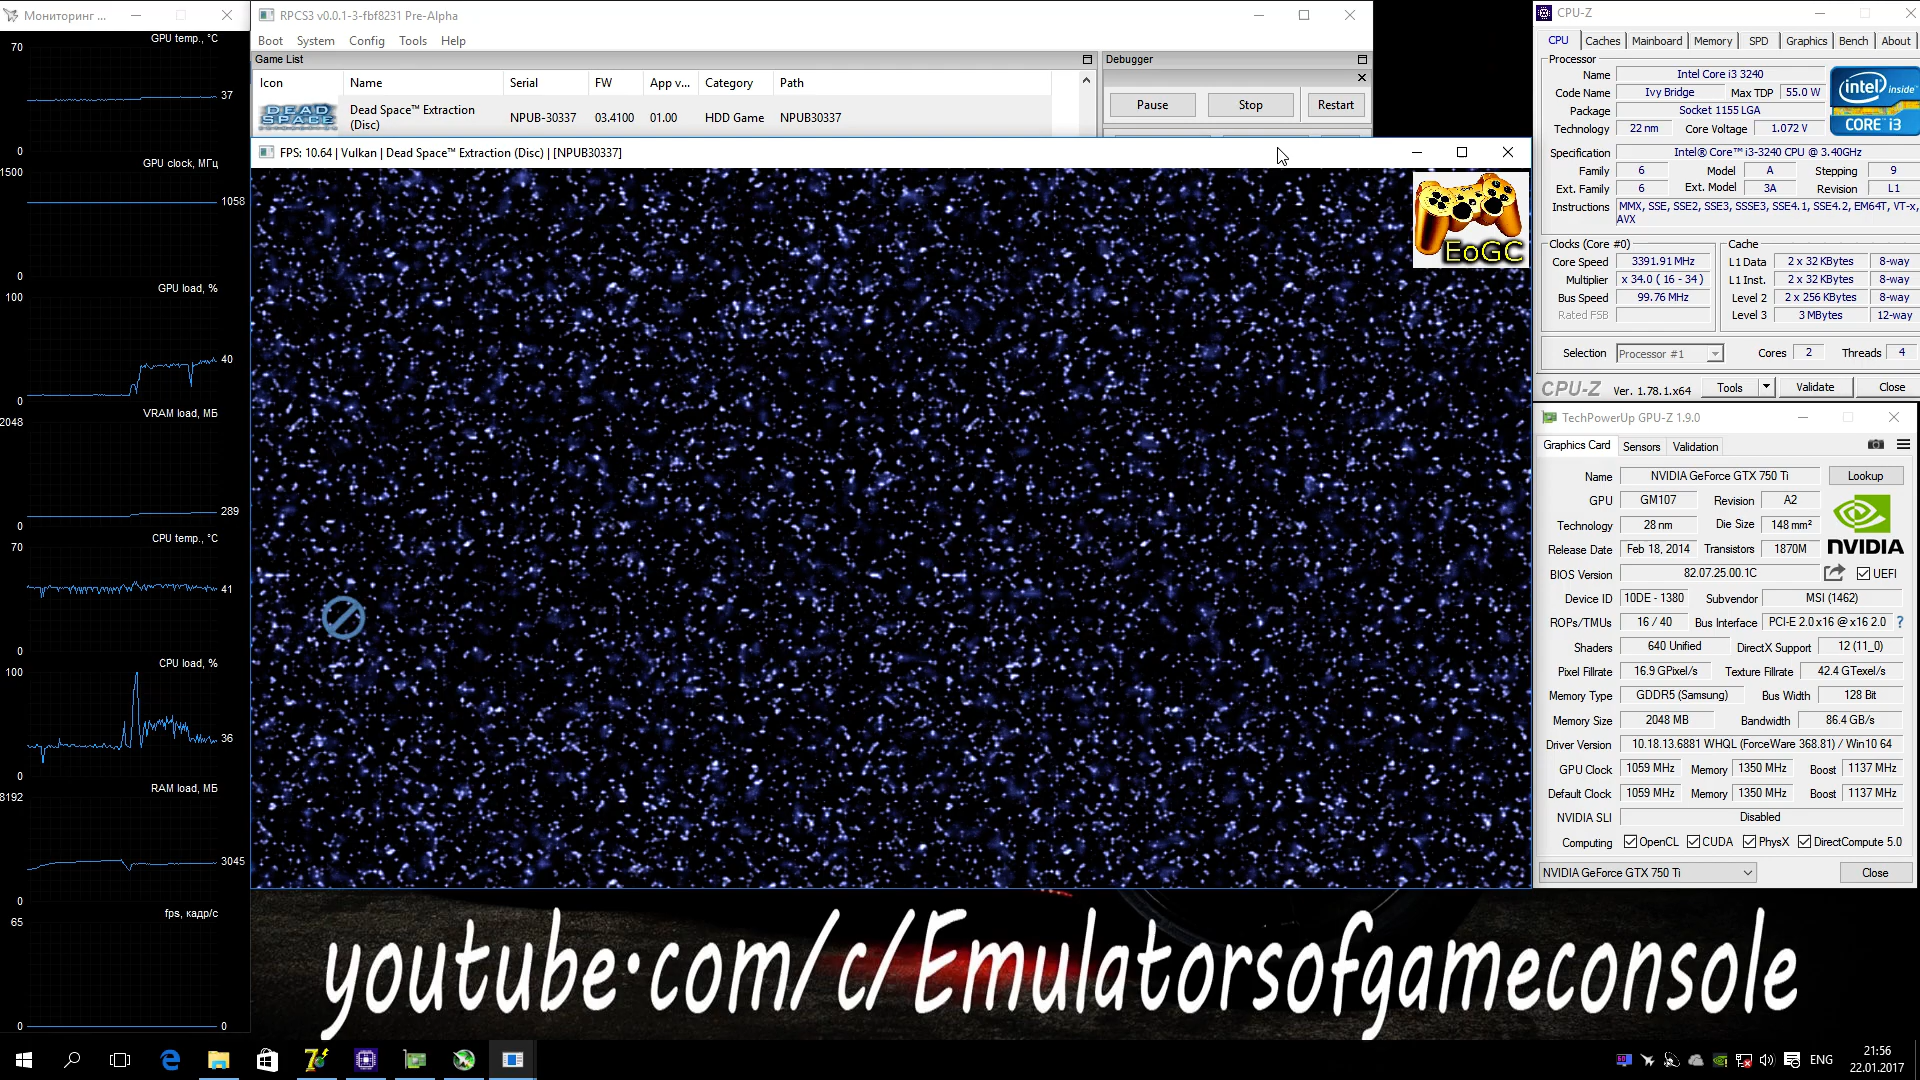 Мониторинг ...
GPU temp., °C
70
37
0
GPU clock, МГц
1500
1058
0
GPU load, %
100
40
0
VRAM load, МБ
2048
289
0
CPU temp., °C
70
41
0
CPU load, %
100
36
0
RAM load, МБ
8192
3045
0
fps, кадр/с
65
0
0
RPCS3 v0.0.1-3-fbf8231 Pre-Alpha
Boot System Config Tools Help
Game List
Icon Name Serial FW App v... Category Path
DEAD SPACE
Dead Space™ Extraction (Disc) NPUB-30337 03.4100 01.00 HDD Game NPUB30337
Debugger
Pause Stop Restart
FPS: 10.64 | Vulkan | Dead Space™ Extraction (Disc) | [NPUB30337]
EoGC
CPU-Z
CPU Caches Mainboard Memory SPD Graphics Bench About
Processor
Name Intel Core i3 3240
Code Name Ivy Bridge Max TDP 55.0 W
Package Socket 1155 LGA
Technology 22 nm Core Voltage 1.072 V
intel inside™
CORE i3
Specification Intel® Core™ i3-3240 CPU @ 3.40GHz
Family 6 Model A Stepping 9
Ext. Family 6 Ext. Model 3A Revision L1
Instructions MMX, SSE, SSE2, SSE3, SSSE3, SSE4.1, SSE4.2, EM64T, VT-x,
AVX
Clocks (Core #0)
Core Speed 3391.91 MHz
Multiplier x 34.0 ( 16 - 34 )
Bus Speed 99.76 MHz
Rated FSB
Cache
L1 Data 2 x 32 KBytes 8-way
L1 Inst. 2 x 32 KBytes 8-way
Level 2 2 x 256 KBytes 8-way
Level 3 3 MBytes 12-way
Selection Processor #1 Cores 2 Threads 4
CPU-Z Ver. 1.78.1.x64 Tools Validate Close
TechPowerUp GPU-Z 1.9.0
Graphics Card Sensors Validation
Name NVIDIA GeForce GTX 750 Ti Lookup
GPU GM107 Revision A2
Technology 28 nm Die Size 148 mm²
Release Date Feb 18, 2014 Transistors 1870M
NVIDIA
BIOS Version 82.07.25.00.1C UEFI
Device ID 10DE - 1380 Subvendor MSI (1462)
ROPs/TMUs 16 / 40 Bus Interface PCI-E 2.0 x16 @ x16 2.0 ?
Shaders 640 Unified DirectX Support 12 (11_0)
Pixel Fillrate 16.9 GPixel/s Texture Fillrate 42.4 GTexel/s
Memory Type GDDR5 (Samsung) Bus Width 128 Bit
Memory Size 2048 MB Bandwidth 86.4 GB/s
Driver Version 10.18.13.6881 WHQL (ForceWare 368.81) / Win10 64
GPU Clock 1059 MHz Memory 1350 MHz Boost 1137 MHz
Default Clock 1059 MHz Memory 1350 MHz Boost 1137 MHz
NVIDIA SLI Disabled
Computing OpenCL CUDA PhysX DirectCompute 5.0
NVIDIA GeForce GTX 750 Ti Close
youtube.com/c/Emulatorsofgameconsole
ENG
21:56
22.01.2017